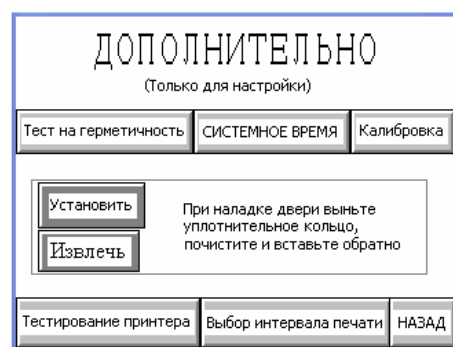 ДОПОЛНИТЕЛЬНО
(Только для настройки)
Тест на герметичность СИСТЕМНОЕ ВРЕМЯ Калибровка
Установить
Извлечь
При наладке двери выньте
уплотнительное кольцо,
почистите и вставьте обратно
Тестирование принтера Выбор интервала печати НАЗАД